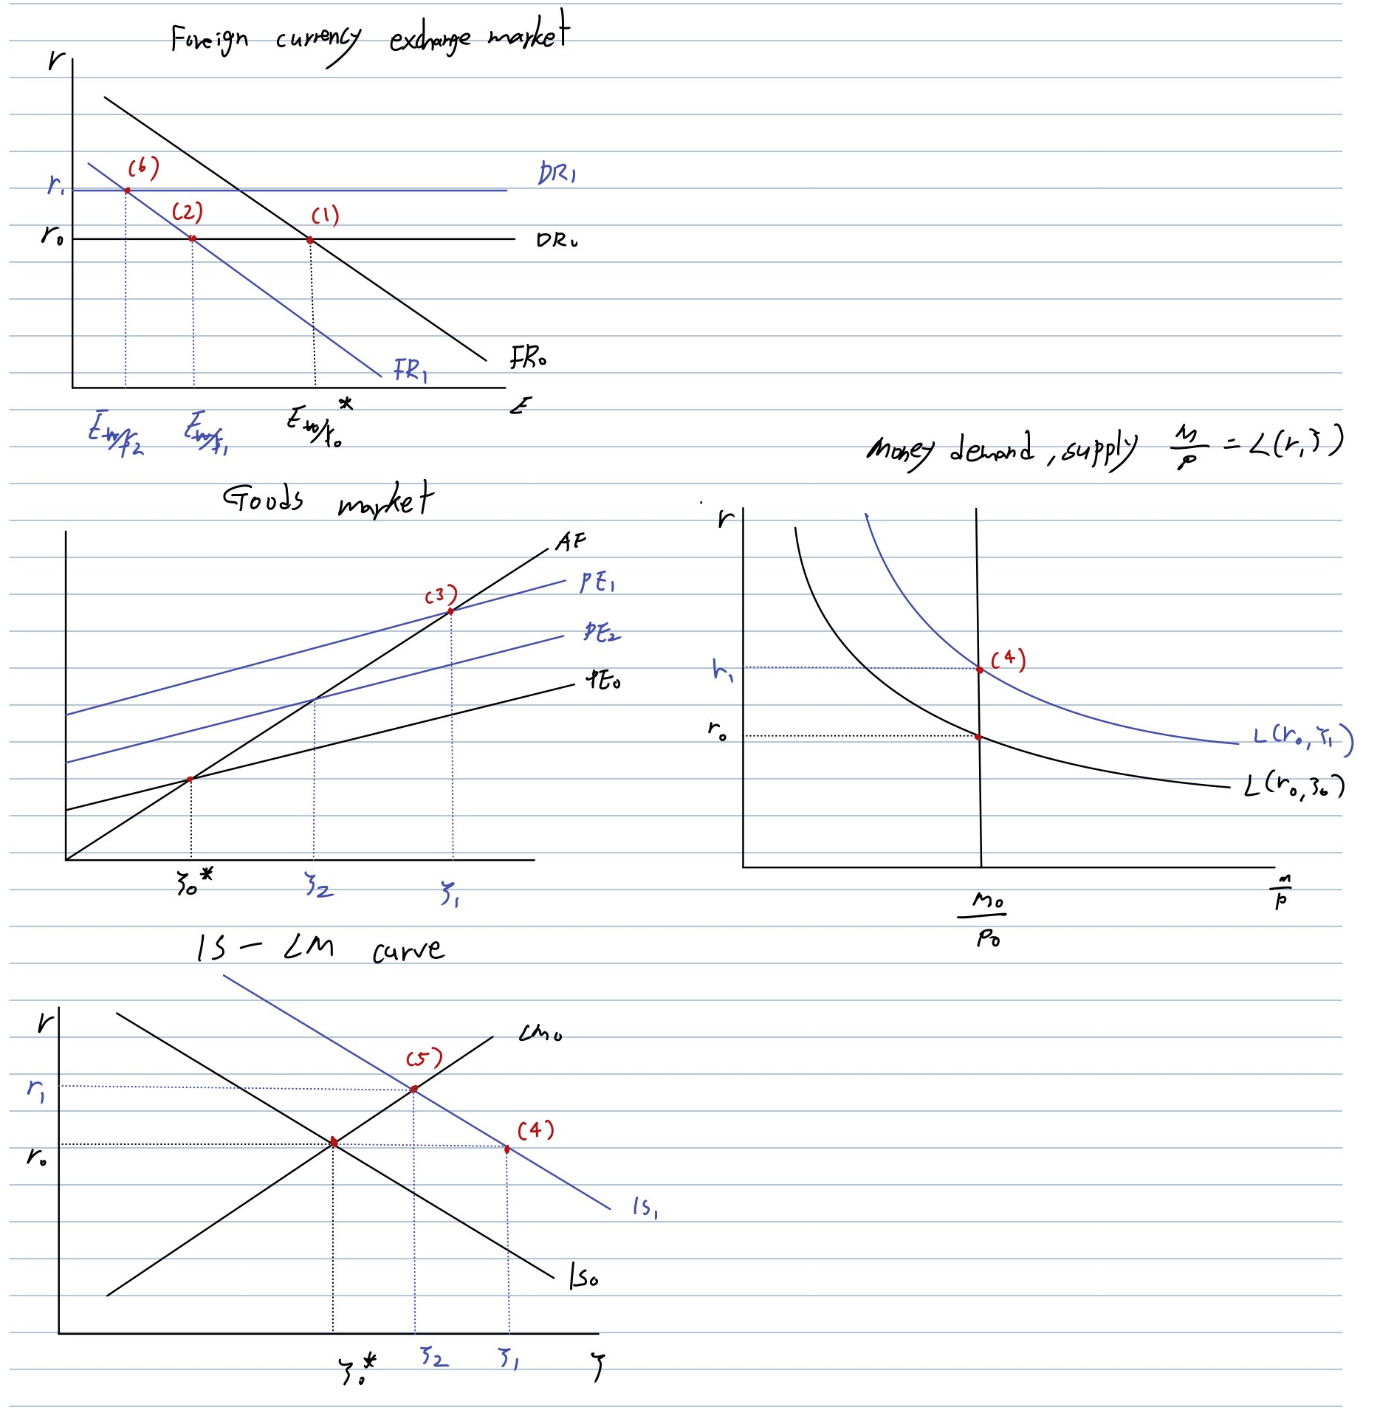 Foreign currency exchange market
r
(6)
r₁
DR₁
(2)
(1)
r₀
DR₀
FR₀
FR₁
E
*
Money demand, supply M/P = L(r,Y)
Goods market
r
AE
PE₁
(3)
PE₂
PE₀
r₁
(4)
r₀
L(r₀,Y₁)
L(r₀,Y₀)
Y₀*
Y₂
Y₁
M/P
M₀/P₀
IS - LM curve
r
LM₀
(5)
r₁
(4)
r₀
IS₁
IS₀
Y₀*
Y₂
Y₁
Y